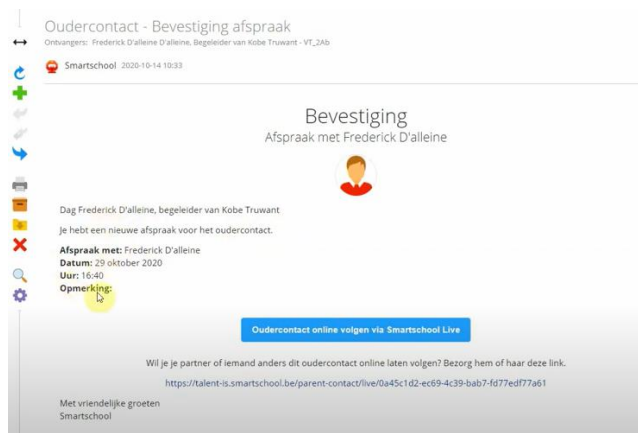 Oudercontact - Bevestiging afspraak
Ontvangers: Frederick D'alleine D'alleine, Begeleider van Kobe Truwant - VT_2Ab
Smartschool 2020-10-14 10:33
Bevestiging
Afspraak met Frederick D'alleine
Dag Frederick D'alleine, begeleider van Kobe Truwant
Je hebt een nieuwe afspraak voor het oudercontact.
Afspraak met: Frederick D'alleine
Datum: 29 oktober 2020
Uur: 16:40
Opmerking:
Oudercontact online volgen via Smartschool Live
Wil je je partner of iemand anders dit oudercontact online laten volgen? Bezorg hem of haar deze link.
https://talent-is.smartschool.be/parent-contact/live/0a45c1d2-ec69-4c39-bab7-fd77edf77a61
Met vriendelijke groeten
Smartschool